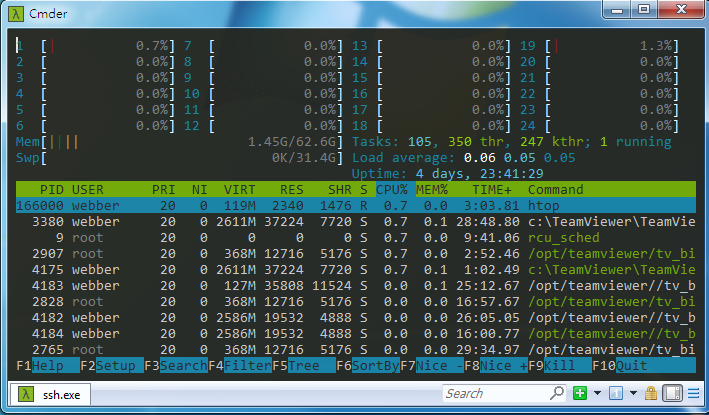 λ Cmder
1 [| 0.7%] 7 [ 0.0%] 13 [ 0.0%] 19 [| 1.3%]
2 [ 0.0%] 8 [ 0.0%] 14 [ 0.0%] 20 [ 0.0%]
3 [ 0.0%] 9 [ 0.0%] 15 [ 0.0%] 21 [ 0.0%]
4 [ 0.0%] 10 [ 0.0%] 16 [ 0.0%] 22 [ 0.0%]
5 [ 0.0%] 11 [ 0.0%] 17 [ 0.0%] 23 [ 0.0%]
6 [ 0.0%] 12 [ 0.0%] 18 [ 0.0%] 24 [ 0.0%]
Mem[|||| 1.45G/62.6G] Tasks: 105, 350 thr, 247 kthr; 1 running
Swp[ 0K/31.4G] Load average: 0.06 0.05 0.05
Uptime: 4 days, 23:41:29
PID USER PRI NI VIRT RES SHR S CPU% MEM% TIME+ Command
166000 webber 20 0 119M 2340 1476 R 0.7 0.0 3:03.81 htop
3380 webber 20 0 2611M 37224 7720 S 0.7 0.1 28:48.80 c:\TeamViewer\TeamVie
9 root 20 0 0 0 0 S 0.7 0.0 9:41.06 rcu_sched
2907 root 20 0 368M 12716 5176 S 0.7 0.0 2:52.46 /opt/teamviewer/tv_bi
4175 webber 20 0 2611M 37224 7720 S 0.7 0.1 1:02.49 c:\TeamViewer\TeamVie
4183 webber 20 0 127M 35808 11524 S 0.0 0.1 25:12.67 /opt/teamviewer//tv_b
2828 root 20 0 368M 12716 5176 S 0.0 0.0 16:57.67 /opt/teamviewer/tv_bi
4182 webber 20 0 2586M 19532 4888 S 0.0 0.0 26:05.05 /opt/teamviewer//tv_b
4184 webber 20 0 2586M 19532 4888 S 0.0 0.0 16:00.77 /opt/teamviewer//tv_b
2765 root 20 0 368M 12716 5176 S 0.0 0.0 29:34.97 /opt/teamviewer/tv_bi
F1Help F2Setup F3SearchF4FilterF5Tree F6SortByF7Nice -F8Nice +F9Kill F10Quit
λ ssh.exe Search 1